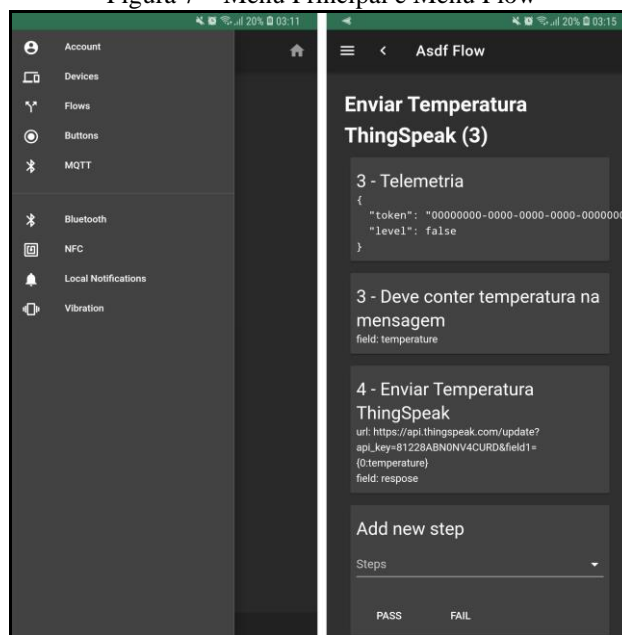 Figura 7 – Menu Principal e Menu Flow
20% 03:11
Account
Devices
Flows
Buttons
MQTT
Bluetooth
NFC
Local Notifications
Vibration
20% 03:15
Asdf Flow
Enviar Temperatura
ThingSpeak (3)
3 - Telemetria
{
"token": "00000000-0000-0000-0000-0000000
"level": false
}
3 - Deve conter temperatura na
mensagem
field: temperature
4 - Enviar Temperatura
ThingSpeak
url: https://api.thingspeak.com/update?
api_key=81228ABN0NV4CURD&field1=
{0:temperature}
field: respose
Add new step
Steps
PASS FAIL